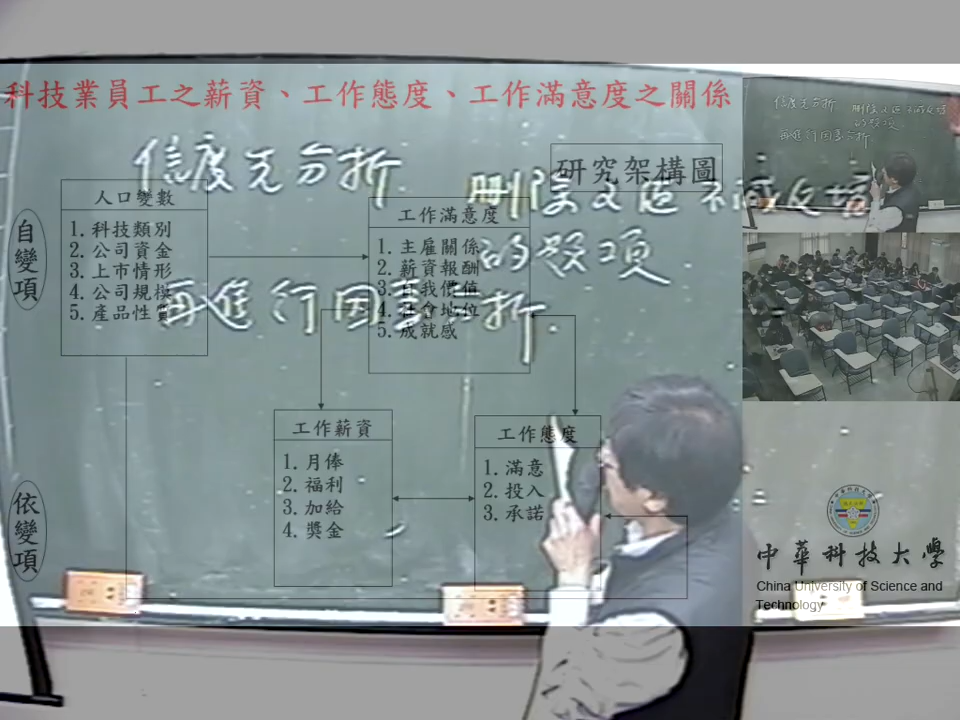 科技業員工之薪資、工作態度、工作滿意度之關係
研究架構圖
信度先分析
刪除又區不減反增
的題項
再進行因素分析.
自變項
人口變數
1. 科技類別
2. 公司資金
3. 上市情形
4. 公司規模
5. 產品性質
工作滿意度
1. 主雇關係
2. 薪資報酬
3. 自我價值
4. 社會地位
5. 成就感
依變項
工作薪資
1. 月俸
2. 福利
3. 加給
4. 獎金
工作態度
1. 滿意
2. 投入
3. 承諾
中華科技大學
China University of Science and
Technology